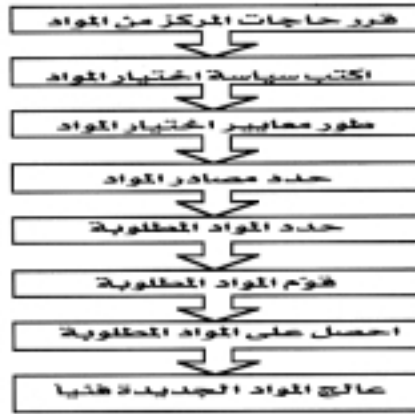 قرر حاجات المركز من المواد
اكتب سياسة اختيار المواد
طور معايير اختيار المواد
حدد مصادر المواد
حدد المواد المطلوبة
قوّم المواد المطلوبة
احصل على المواد المطلوبة
عالج المواد الجديدة فنيا